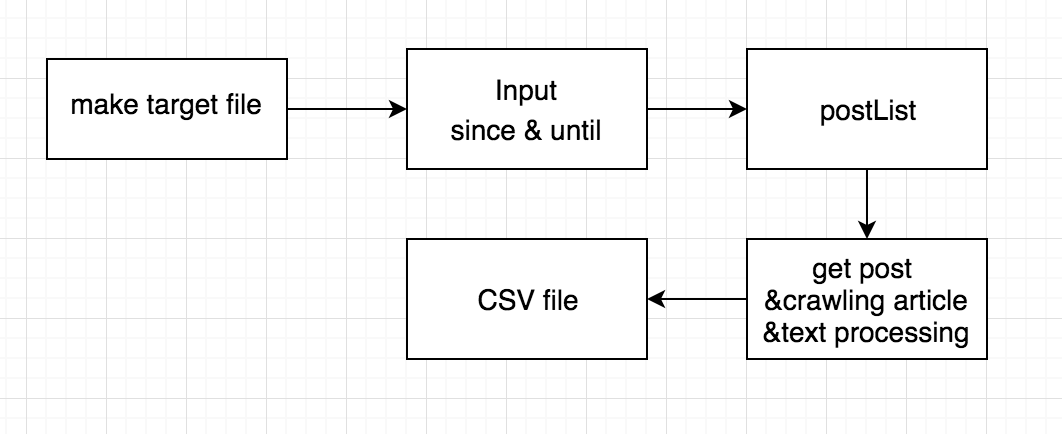 make target file
Input
since & until
postList
get post
&crawling article
&text processing
CSV file